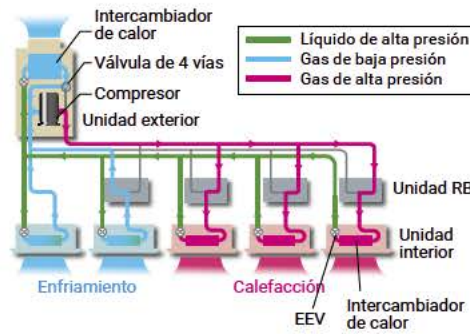 Intercambiador
de calor
Válvula de 4 vías
Compresor
Unidad exterior
Líquido de alta presión
Gas de baja presión
Gas de alta presión
Unidad RB
Unidad
interior
Enfriamiento
Calefacción
EEV
Intercambiador
de calor